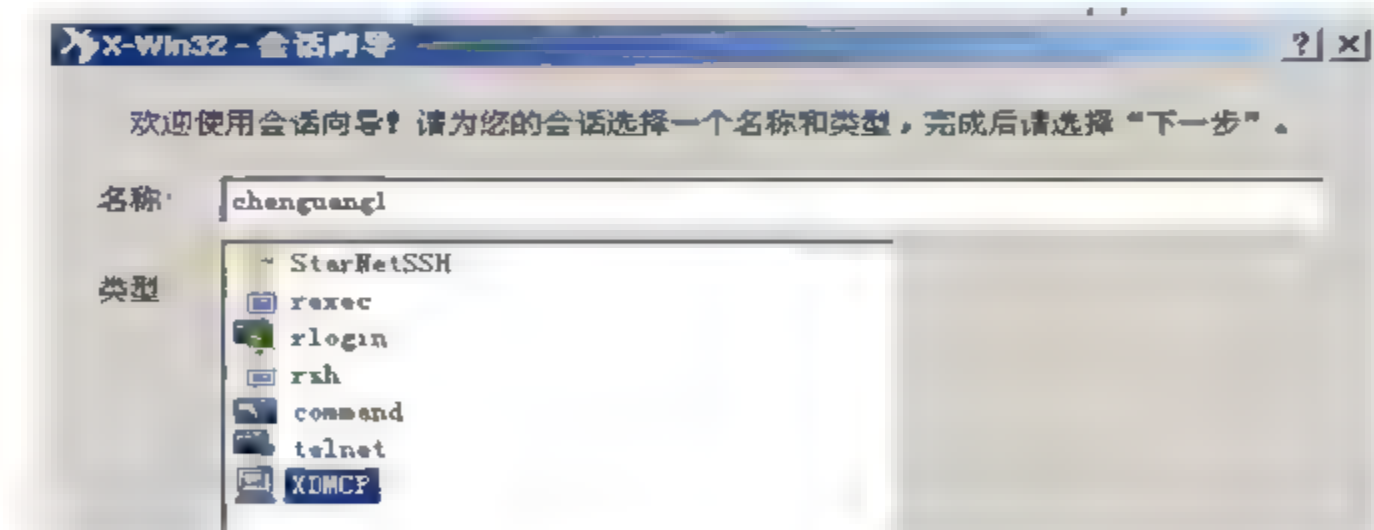 X-Win32 - 会话向导
欢迎使用会话向导！请为您的会话选择一个名称和类型，完成后请选择“下一步”。
名称:
chenguang1
类型
StarNetSSH
rexec
rlogin
rsh
command
telnet
XDMCP